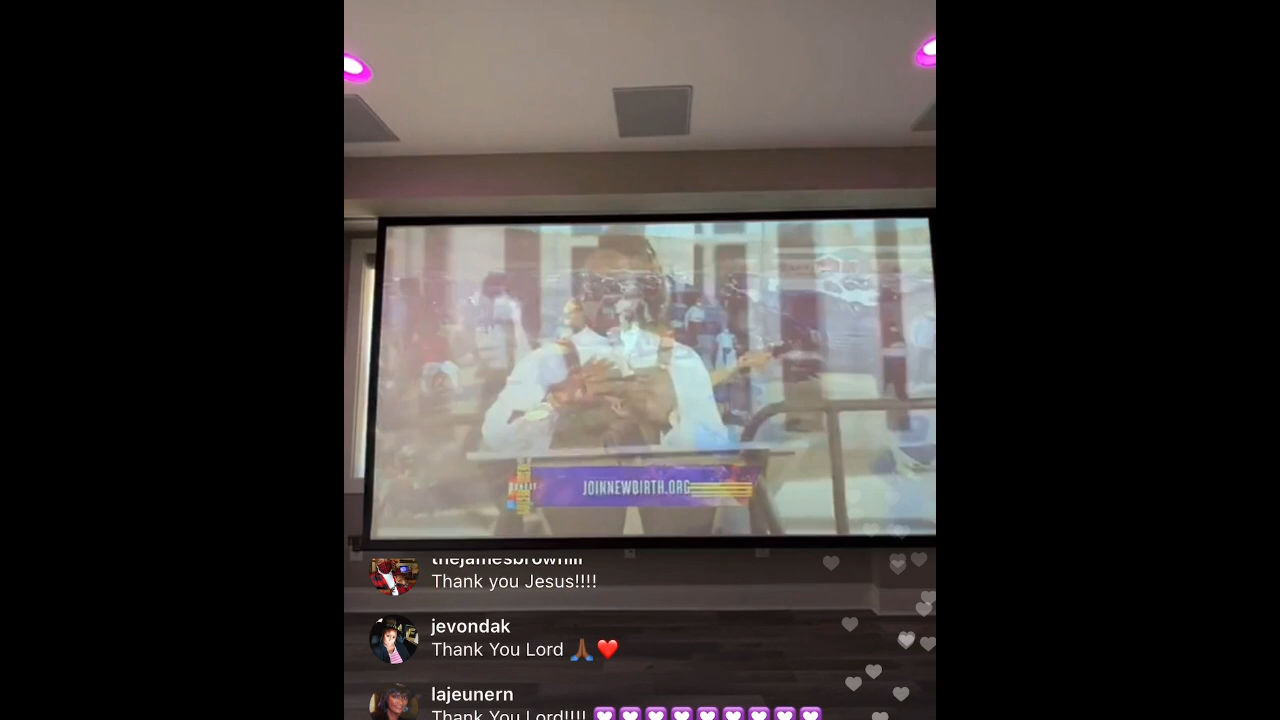 JOINNEWBIRTH.ORG
Thank you Jesus!!!!
jevondak
Thank You Lord 🙏🏾❤️
lajeunern
Thank You Lord!!!! 💟💟💟💟💟💟💟💟💟